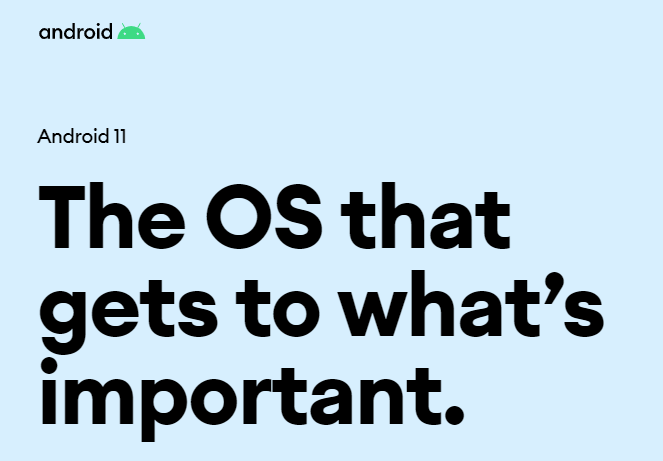 android
Android 11
The OS that
gets to what’s
important.